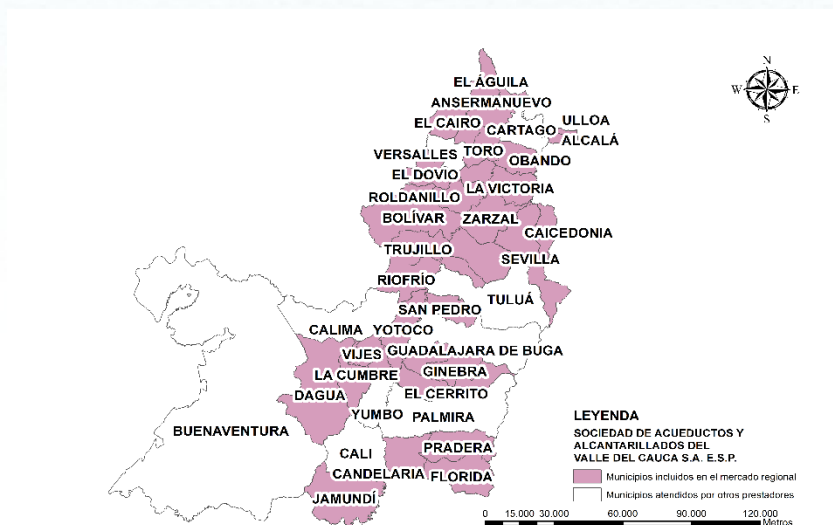 N
W E
S
EL ÁGUILA
ANSERMANUEVO
EL CAIRO
CARTAGO
ULLOA
ALCALÁ
VERSALLES
TORO
OBANDO
EL DOVIO
LA VICTORIA
ROLDANILLO
BOLÍVAR
ZARZAL
CAICEDONIA
TRUJILLO
SEVILLA
RIOFRÍO
TULUÁ
SAN PEDRO
CALIMA
YOTOCO
VIJES
GUADALAJARA DE BUGA
LA CUMBRE
GINEBRA
DAGUA
EL CERRITO
YUMBO
PALMIRA
BUENAVENTURA
CALI
PRADERA
CANDELARIA
FLORIDA
JAMUNDÍ
LEYENDA
SOCIEDAD DE ACUEDUCTOS Y
ALCANTARILLADOS DEL
VALLE DEL CAUCA S.A. E.S.P.
Municipios incluidos en el mercado regional
Municipios atendidos por otros prestadores
0 15.000 30.000 60.000 90.000 120.000
Metros